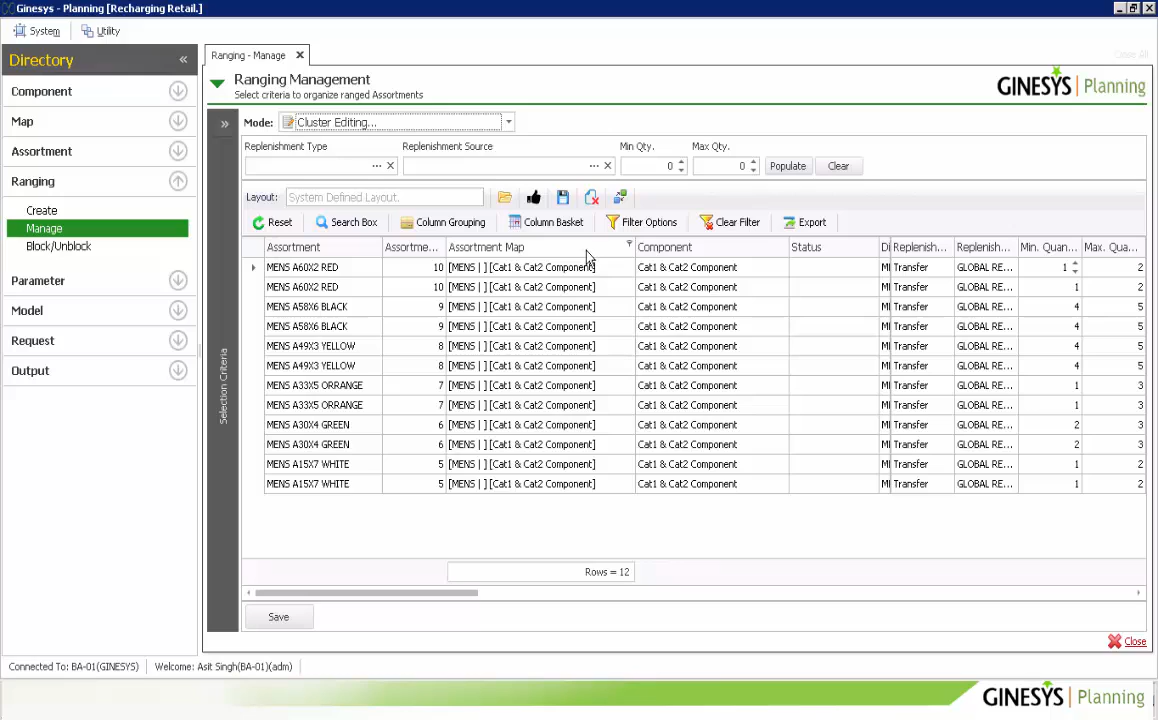 Ginesys - Planning [Recharging Retail.]
System Utility
Directory «
Component
Map
Assortment
Ranging
Create
Manage
Block/Unblock
Parameter
Model
Request
Output
Ranging - Manage
Close All
Ranging Management
Select criteria to organize ranged Assortments
GINESYS | Planning
»
Selection Criteria
Mode: Cluster Editing...
Replenishment Type Replenishment Source Min Qty. Max Qty.
0 0 Populate Clear
Layout: System Defined Layout.
Reset Search Box Column Grouping Column Basket Filter Options Clear Filter Export
Assortment Assortme... Assortment Map Component Status Di Replenish... Replenish... Min. Quan... Max. Qua...
MENS A60X2 RED 10 [MENS | ] [Cat1 & Cat2 Component] Cat1 & Cat2 Component MI Transfer GLOBAL RE... 1 2
MENS A60X2 RED 10 [MENS | ] [Cat1 & Cat2 Component] Cat1 & Cat2 Component MI Transfer GLOBAL RE... 1 2
MENS A58X6 BLACK 9 [MENS | ] [Cat1 & Cat2 Component] Cat1 & Cat2 Component MI Transfer GLOBAL RE... 4 5
MENS A58X6 BLACK 9 [MENS | ] [Cat1 & Cat2 Component] Cat1 & Cat2 Component MI Transfer GLOBAL RE... 4 5
MENS A49X3 YELLOW 8 [MENS | ] [Cat1 & Cat2 Component] Cat1 & Cat2 Component MI Transfer GLOBAL RE... 4 5
MENS A49X3 YELLOW 8 [MENS | ] [Cat1 & Cat2 Component] Cat1 & Cat2 Component MI Transfer GLOBAL RE... 4 5
MENS A33X5 ORRANGE 7 [MENS | ] [Cat1 & Cat2 Component] Cat1 & Cat2 Component MI Transfer GLOBAL RE... 1 3
MENS A33X5 ORRANGE 7 [MENS | ] [Cat1 & Cat2 Component] Cat1 & Cat2 Component MI Transfer GLOBAL RE... 1 3
MENS A30X4 GREEN 6 [MENS | ] [Cat1 & Cat2 Component] Cat1 & Cat2 Component MI Transfer GLOBAL RE... 2 3
MENS A30X4 GREEN 6 [MENS | ] [Cat1 & Cat2 Component] Cat1 & Cat2 Component MI Transfer GLOBAL RE... 2 3
MENS A15X7 WHITE 5 [MENS | ] [Cat1 & Cat2 Component] Cat1 & Cat2 Component MI Transfer GLOBAL RE... 1 2
MENS A15X7 WHITE 5 [MENS | ] [Cat1 & Cat2 Component] Cat1 & Cat2 Component MI Transfer GLOBAL RE... 1 2
Rows = 12
Save
Close
Connected To: BA-01(GINESYS) Welcome: Asit Singh(BA-01)(adm)
GINESYS | Planning